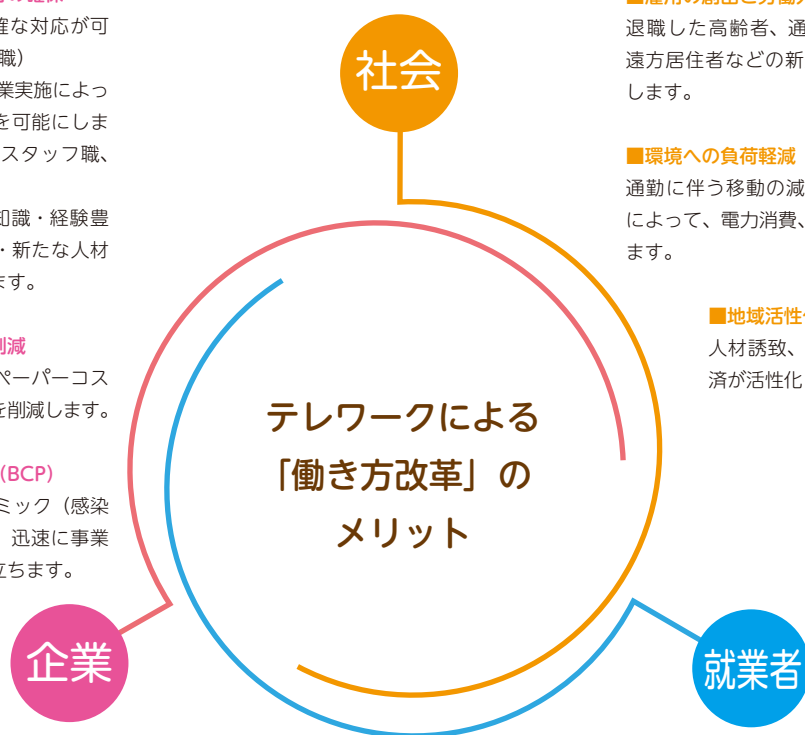 確な対応が可
職）
業実施によっ
を可能にしま
スタッフ職、
知識・経験豊
・新たな人材
ます。
削減
ペーパーコス
を削減します。
(BCP)
ミック（感染
迅速に事業
立ちます。
企業
社会
テレワークによる
「働き方改革」の
メリット
退職した高齢者、通
遠方居住者などの新
します。
■環境への負荷軽減
通勤に伴う移動の減
によって、電力消費、
ます。
■地域活性
人材誘致、
済が活性化
就業者